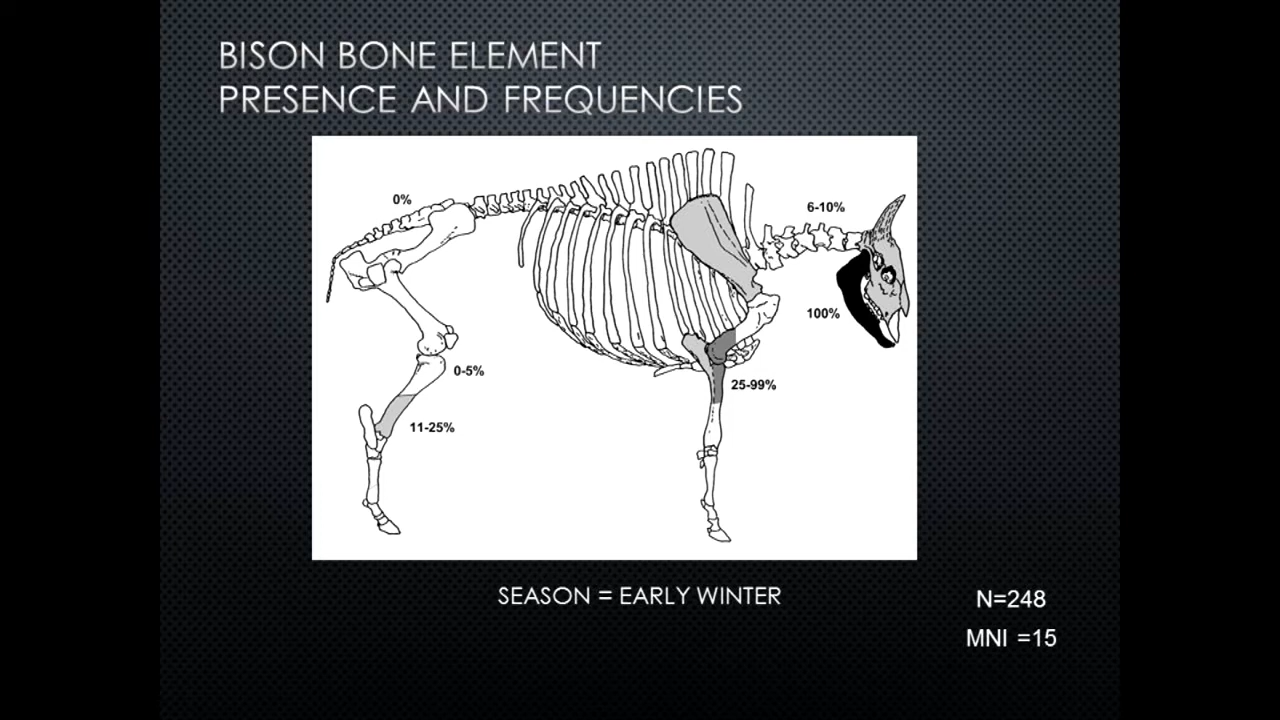 BISON BONE ELEMENT
PRESENCE AND FREQUENCIES
0%
6-10%
100%
0-5%
25-99%
11-25%
SEASON = EARLY WINTER
N=248
MNI =15